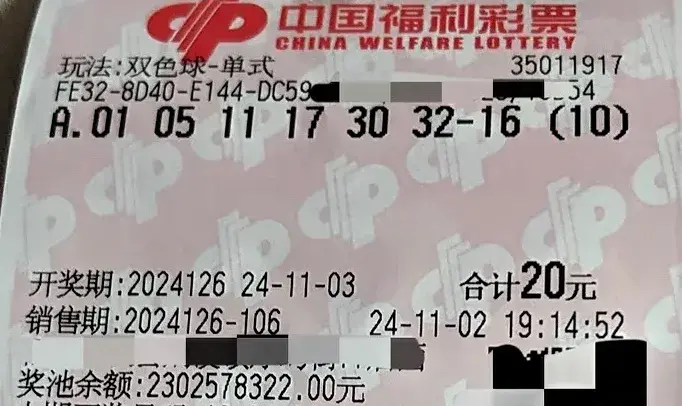 中国福利彩票
CHINA WELFARE LOTTERY
玩法:双色球-单式 35011917
FE32-8D40-E144-DC59
A.01 05 11 17 30 32-16 (10)
开奖期:2024126 24-11-03 合计20元
销售期:2024126-106 24-11-02 19:14:52
奖池余额:2302578322.00元